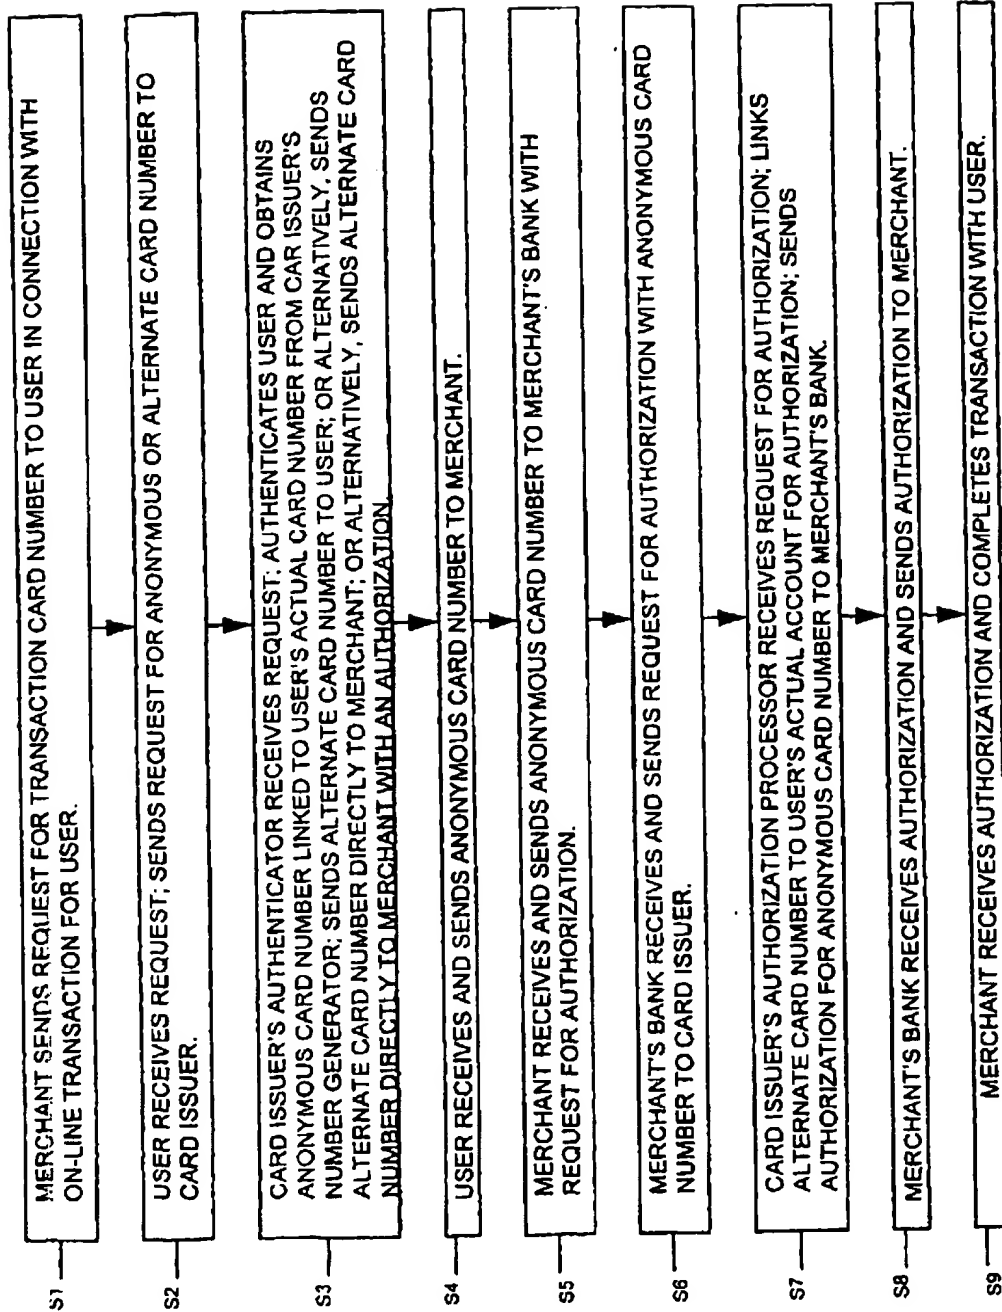 S1
MERCHANT SENDS REQUEST FOR TRANSACTION CARD NUMBER TO USER IN CONNECTION WITH
ON-LINE TRANSACTION FOR USER.
S2
USER RECEIVES REQUEST; SENDS REQUEST FOR ANONYMOUS OR ALTERNATE CARD NUMBER TO
CARD ISSUER.
S3
CARD ISSUER'S AUTHENTICATOR RECEIVES REQUEST; AUTHENTICATES USER AND OBTAINS
ANONYMOUS CARD NUMBER LINKED TO USER'S ACTUAL CARD NUMBER FROM CAR ISSUER'S
NUMBER GENERATOR; SENDS ALTERNATE CARD NUMBER TO USER; OR ALTERNATIVELY, SENDS
ALTERNATE CARD NUMBER DIRECTLY TO MERCHANT; OR ALTERNATIVELY, SENDS ALTERNATE CARD
NUMBER DIRECTLY TO MERCHANT WITH AN AUTHORIZATION.
S4
USER RECEIVES AND SENDS ANONYMOUS CARD NUMBER TO MERCHANT.
S5
MERCHANT RECEIVES AND SENDS ANONYMOUS CARD NUMBER TO MERCHANT'S BANK WITH
REQUEST FOR AUTHORIZATION.
S6
MERCHANT'S BANK RECEIVES AND SENDS REQUEST FOR AUTHORIZATION WITH ANONYMOUS CARD
NUMBER TO CARD ISSUER.
S7
CARD ISSUER'S AUTHORIZATION PROCESSOR RECEIVES REQUEST FOR AUTHORIZATION; LINKS
ALTERNATE CARD NUMBER TO USER'S ACTUAL ACCOUNT FOR AUTHORIZATION; SENDS
AUTHORIZATION FOR ANONYMOUS CARD NUMBER TO MERCHANT'S BANK.
S8
MERCHANT'S BANK RECEIVES AUTHORIZATION AND SENDS AUTHORIZATION TO MERCHANT.
S9
MERCHANT RECEIVES AUTHORIZATION AND COMPLETES TRANSACTION WITH USER.